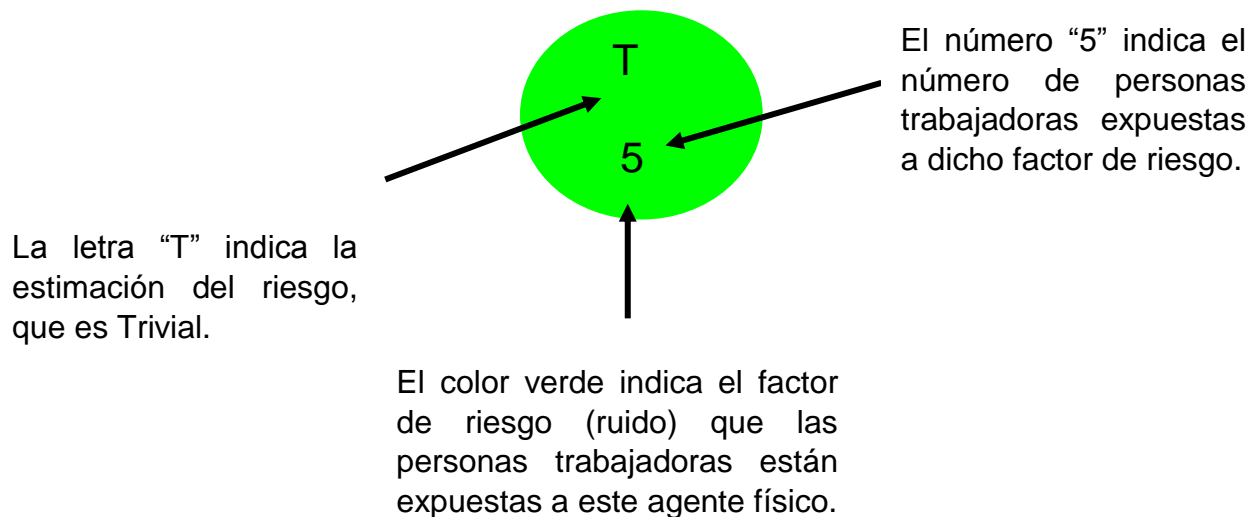 T
5
El número “5” indica el
número de personas
trabajadoras expuestas
a dicho factor de riesgo.
La letra “T” indica la
estimación del riesgo,
que es Trivial.
El color verde indica el factor
de riesgo (ruido) que las
personas trabajadoras están
expuestas a este agente físico.